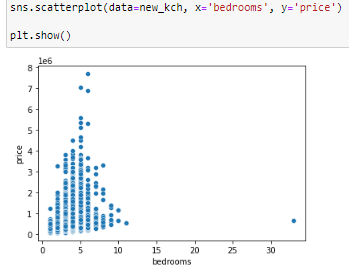 sns.scatterplot(data=new_kch, x='bedrooms', y='price')
plt.show()
1e6
8
7
6
5
4
3
2
1
0
price
0 5 10 15 20 25 30
bedrooms